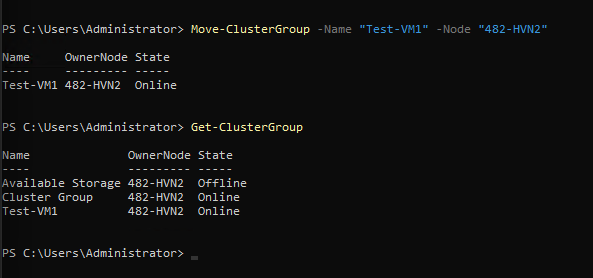 PS C:\Users\Administrator> Move-ClusterGroup -Name "Test-VM1" -Node "482-HVN2"
Name     OwnerNode State
----     --------- -----
Test-VM1 482-HVN2  Online
PS C:\Users\Administrator> Get-ClusterGroup
Name              OwnerNode State
----              --------- -----
Available Storage 482-HVN2  Offline
Cluster Group     482-HVN2  Online
Test-VM1          482-HVN2  Online
PS C:\Users\Administrator>